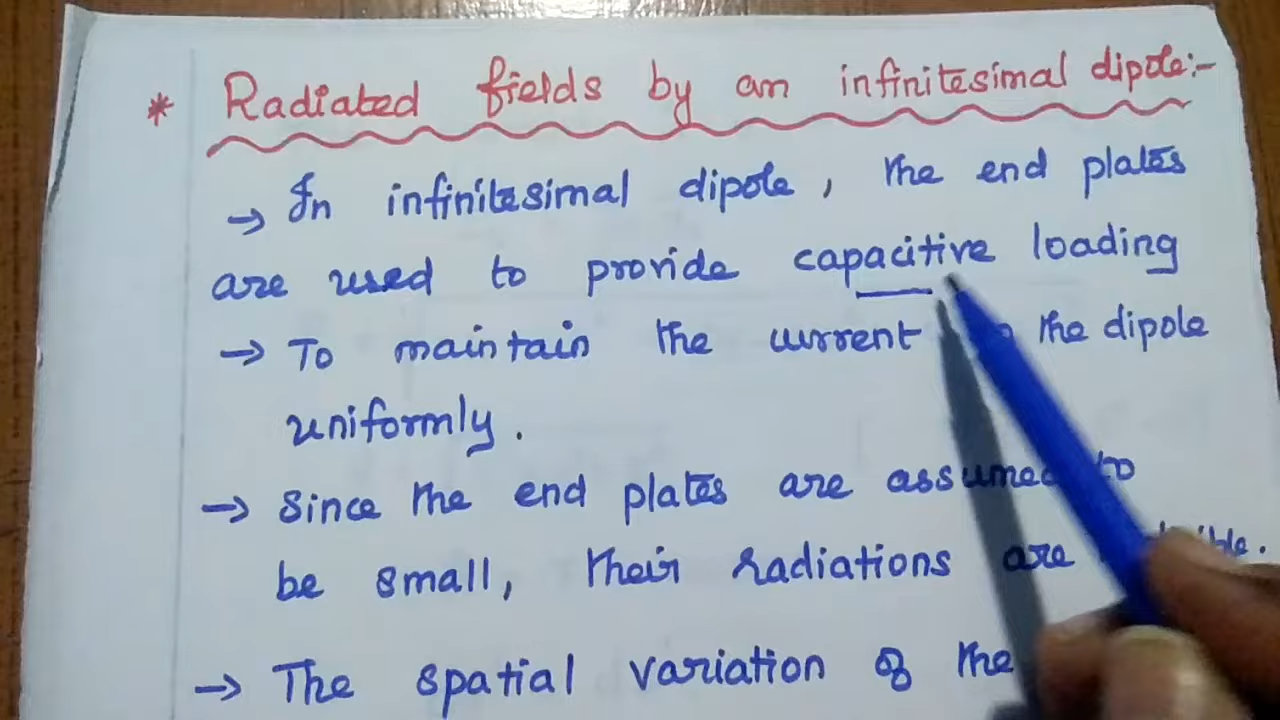 * Radiated fields by an infinitesimal dipole:-
→ In infinitesimal dipole, the end plates
are used to provide capacitive loading
→ To maintain the current the dipole
uniformly.
→ Since the end plates are assumed to
be small, their radiations are
→ The spatial variation of the